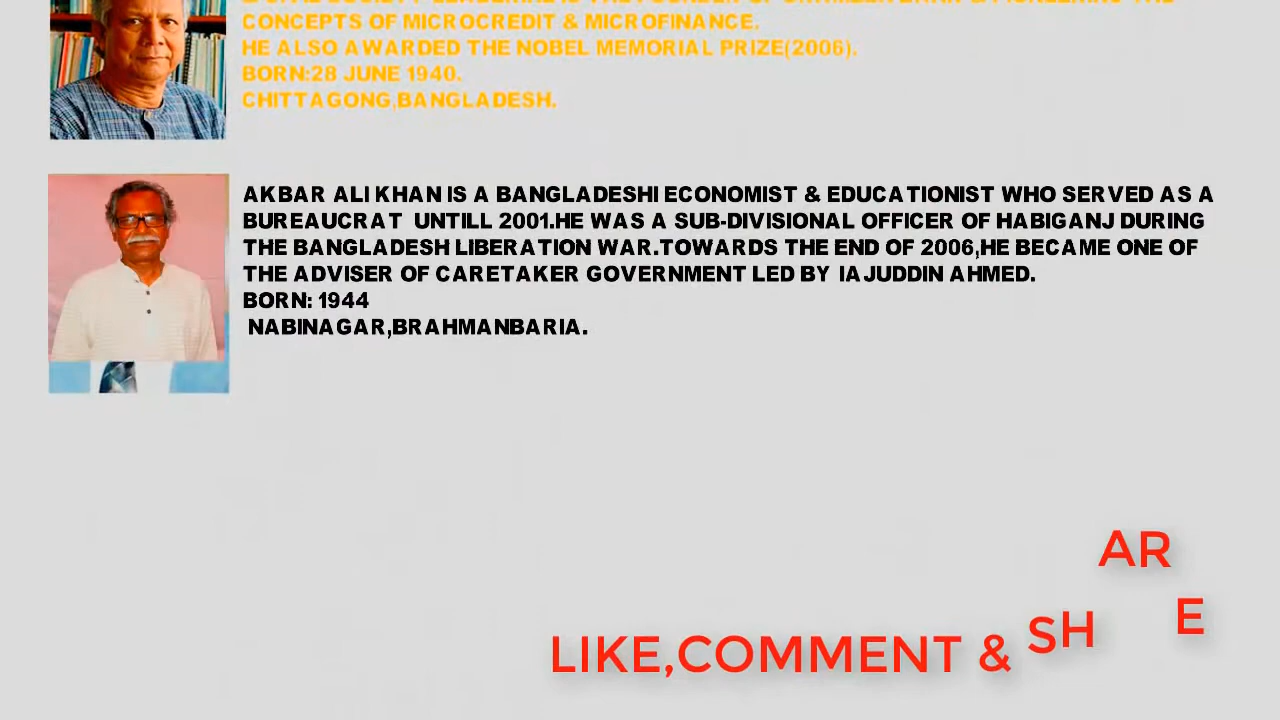 CONCEPTS OF MICROCREDIT & MICROFINANCE.
HE ALSO AWARDED THE NOBEL MEMORIAL PRIZE(2006).
BORN:28 JUNE 1940.
CHITTAGONG,BANGLADESH.
AKBAR ALI KHAN IS A BANGLADESHI ECONOMIST & EDUCATIONIST WHO SERVED AS A
BUREAUCRAT UNTILL 2001.HE WAS A SUB-DIVISIONAL OFFICER OF HABIGANJ DURING
THE BANGLADESH LIBERATION WAR.TOWARDS THE END OF 2006,HE BECAME ONE OF
THE ADVISER OF CARETAKER GOVERNMENT LED BY IAJUDDIN AHMED.
BORN: 1944
NABINAGAR,BRAHMANBARIA.
LIKE,COMMENT & SHARE